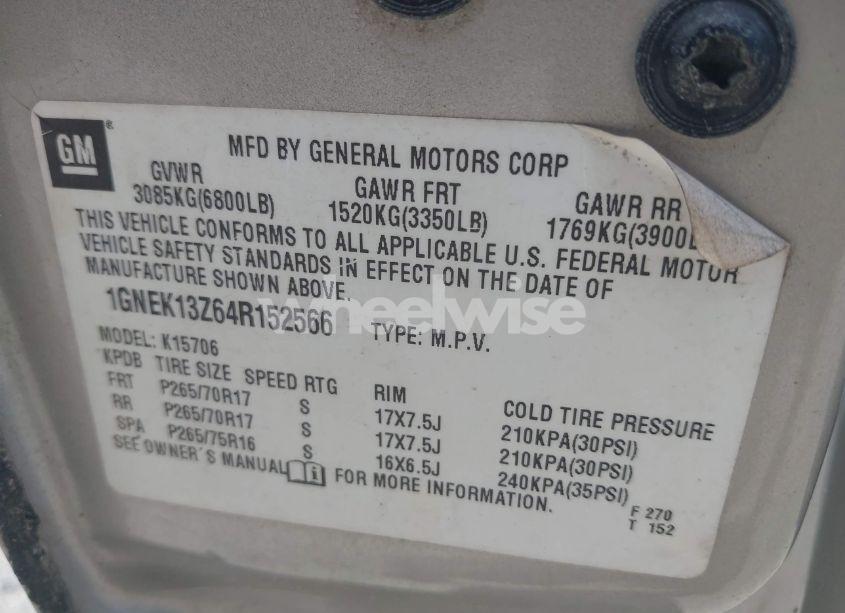 GM®
MFD BY GENERAL MOTORS CORP
GVWR GAWR FRT GAWR RR
3085KG(6800LB) 1520KG(3350LB) 1769KG(3900L
THIS VEHICLE CONFORMS TO ALL APPLICABLE U.S. FEDERAL MOTOR
VEHICLE SAFETY STANDARDS IN EFFECT ON THE DATE OF
MANUFACTURE SHOWN ABOVE.
1GNEK13Z64R152566 TYPE: M.P.V.
wheelwise
MODEL: K15706
KPDB TIRE SIZE SPEED RTG RIM COLD TIRE PRESSURE
FRT P265/70R17 S 17X7.5J 210KPA(30PSI)
RR P265/70R17 S 17X7.5J 210KPA(30PSI)
SPA P265/75R16 S 16X6.5J 240KPA(35PSI)
SEE OWNER'S MANUAL FOR MORE INFORMATION.
F 270
T 152